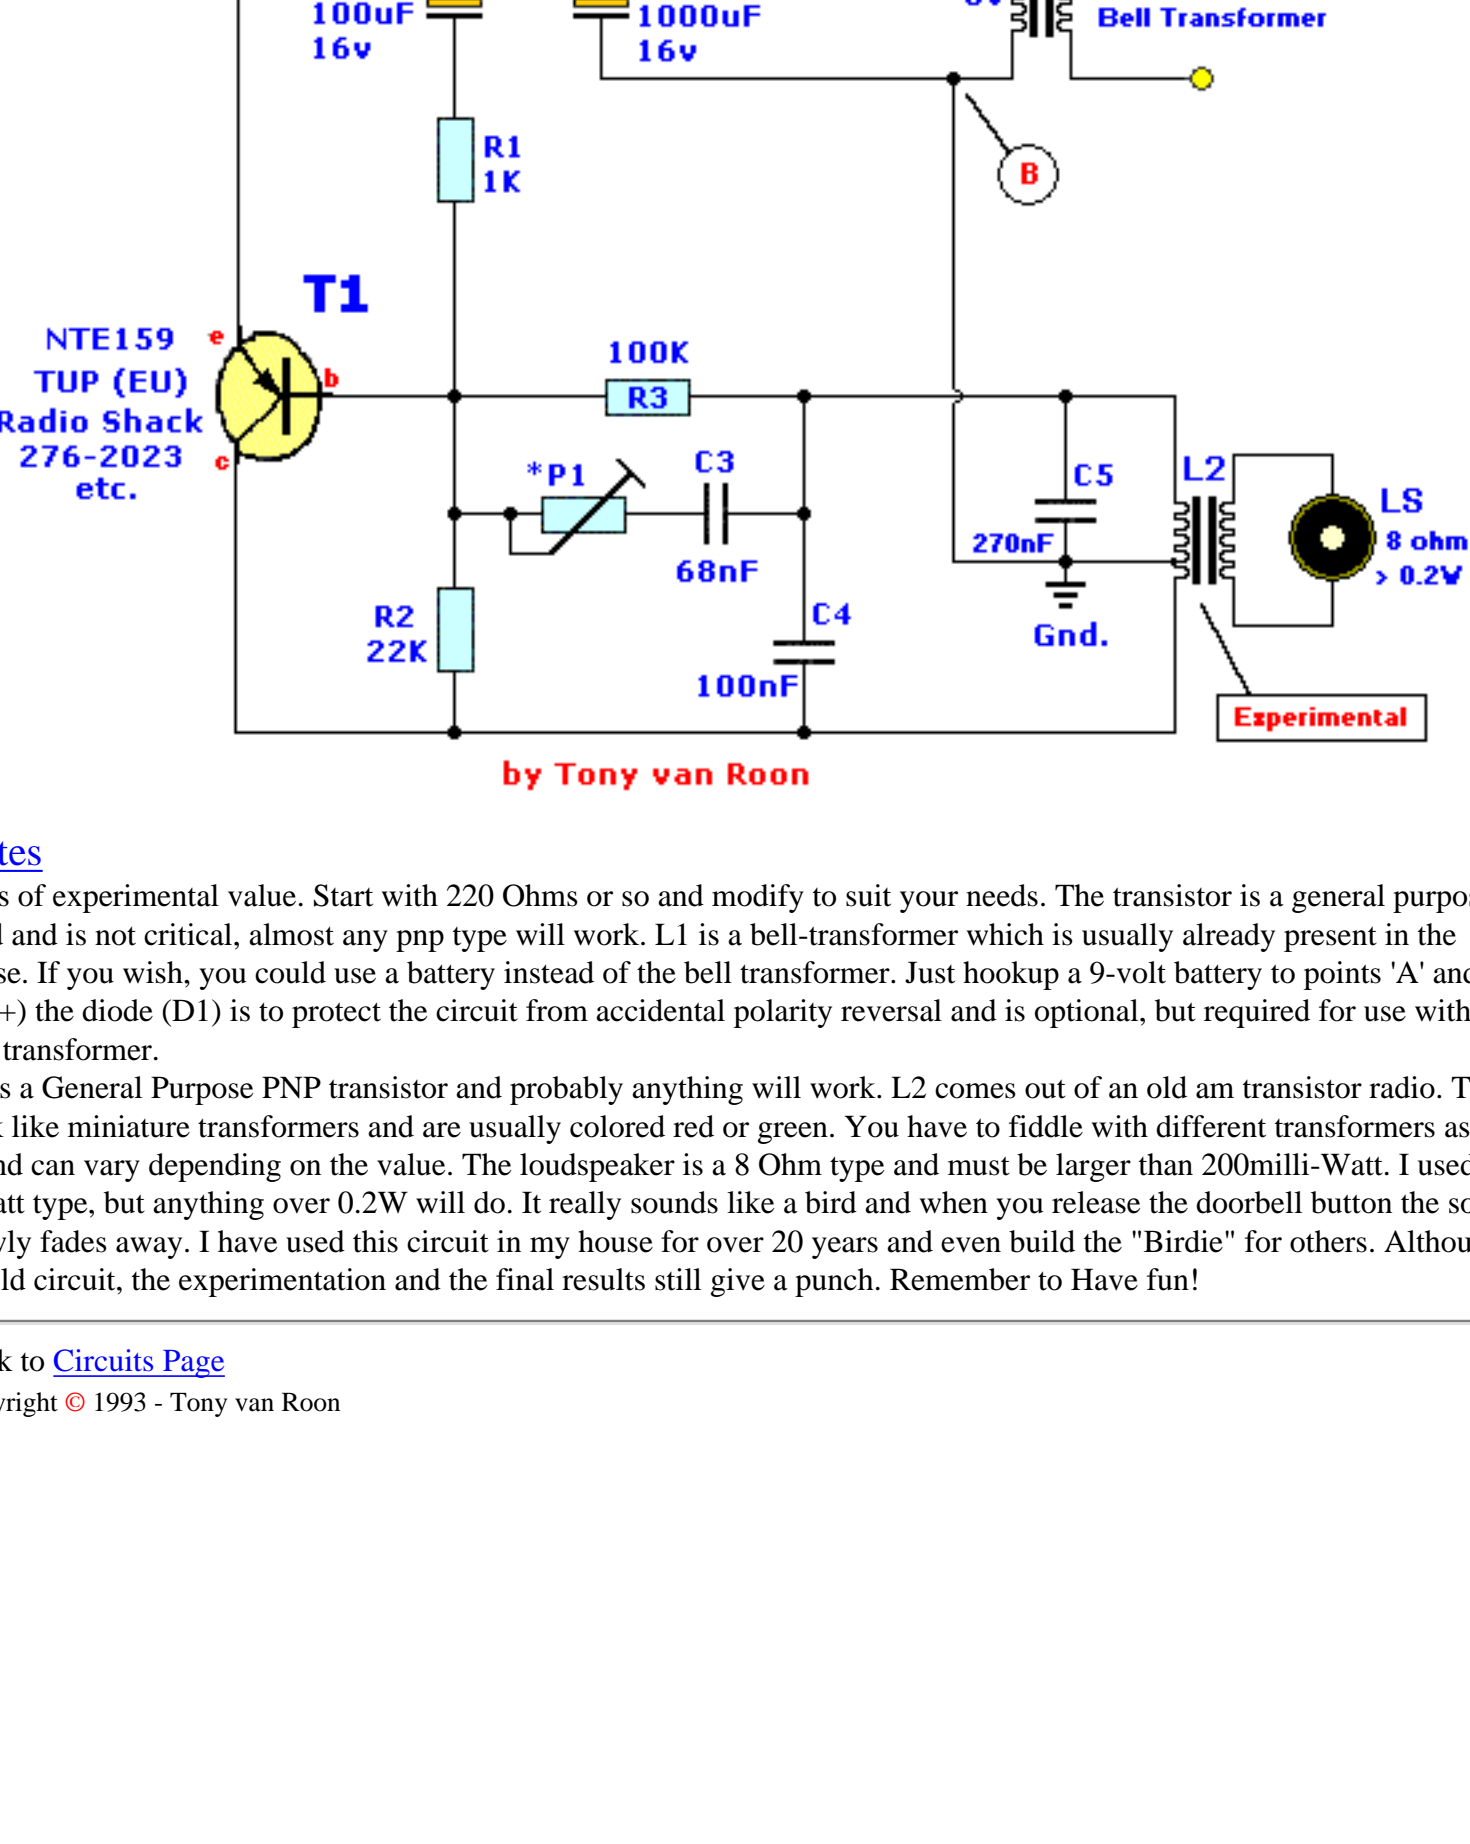 100uF
16v
1000uF
16v
Bell Transformer
R1
1K
B
T1
NTE159
TUP (EU)
Radio Shack
276-2023
etc.
e
b
c
100K
R3
*P1
C3
68nF
C5
270nF
L2
LS
8 ohm
> 0.2W
R2
22K
C4
100nF
Gnd.
Experimental
by Tony van Roon
tes
s of experimental value. Start with 220 Ohms or so and modify to suit your needs. The transistor is a general purpo
and is not critical, almost any pnp type will work. L1 is a bell-transformer which is usually already present in the
se. If you wish, you could use a battery instead of the bell transformer. Just hookup a 9-volt battery to points 'A' and
+) the diode (D1) is to protect the circuit from accidental polarity reversal and is optional, but required for use with
transformer.
s a General Purpose PNP transistor and probably anything will work. L2 comes out of an old am transistor radio. T
k like miniature transformers and are usually colored red or green. You have to fiddle with different transformers as
nd can vary depending on the value. The loudspeaker is a 8 Ohm type and must be larger than 200milli-Watt. I used
att type, but anything over 0.2W will do. It really sounds like a bird and when you release the doorbell button the so
vly fades away. I have used this circuit in my house for over 20 years and even build the "Birdie" for others. Althou
ld circuit, the experimentation and the final results still give a punch. Remember to Have fun!
k to Circuits Page
yright © 1993 - Tony van Roon